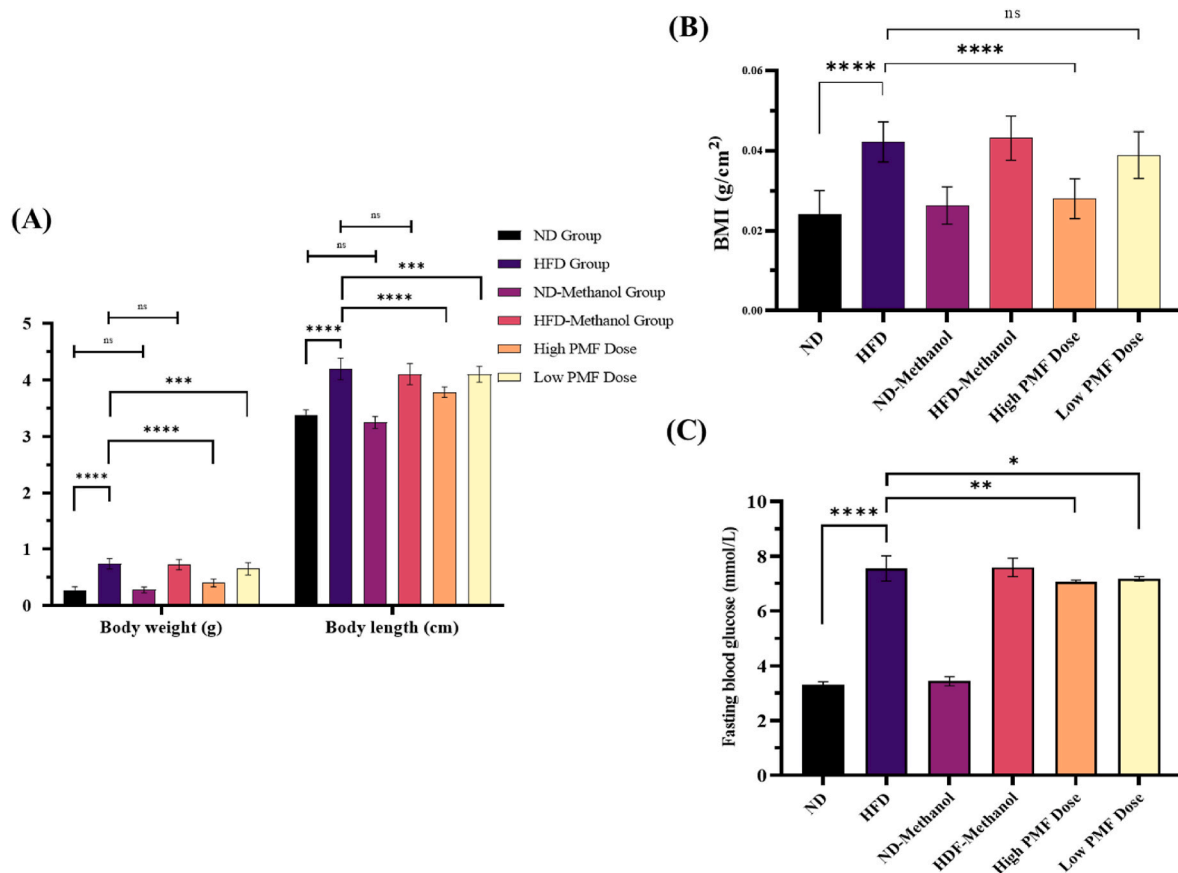 (A)
ns
ns
***
****
****
ns
ns
***
****
****
5
4
3
2
1
0
Body weight (g)
Body length (cm)
ND Group
HFD Group
ND-Methanol Group
HFD-Methanol Group
High PMF Dose
Low PMF Dose
(B)
ns
****
****
BMI (g/cm²)
0.06
0.04
0.02
0.00
ND
HFD
ND-Methanol
HFD-Methanol
High PMF Dose
Low PMF Dose
(C)
*
**
****
Fasting blood glucose (mmol/L)
10
8
6
4
2
0
ND
HFD
ND-Methanol
HDF-Methanol
High PMF Dose
Low PMF Dose